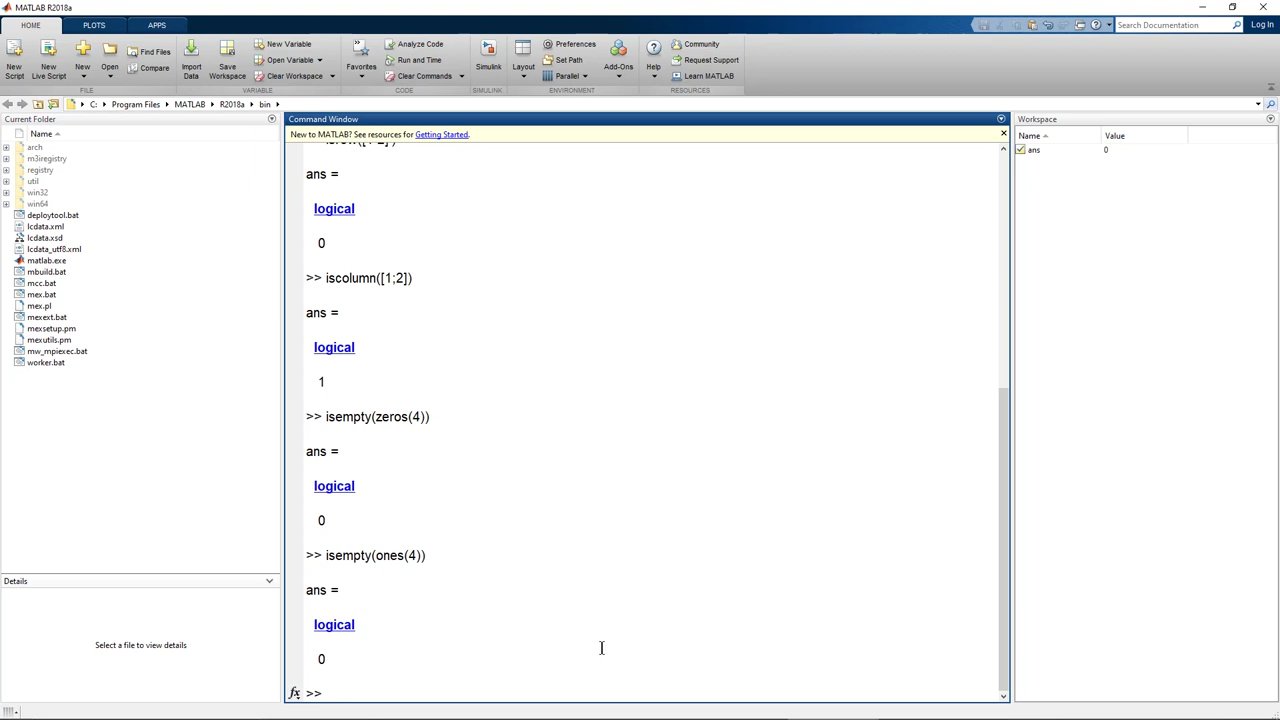 MATLAB R2018a
HOME PLOTS APPS
Search Documentation Log In
New Script
New Live Script
New
Open
Find Files
Compare
Import Data
Save Workspace
New Variable
Open Variable
Clear Workspace
Favorites
Analyze Code
Run and Time
Clear Commands
Simulink
Layout
Preferences
Set Path
Parallel
Add-Ons
Help
Community
Request Support
Learn MATLAB
FILE VARIABLE CODE SIMULINK ENVIRONMENT RESOURCES
C: Program Files MATLAB R2018a bin
Current Folder
Name
arch
m3iregistry
registry
util
win32
win64
deploytool.bat
lcdata.xml
lcdata.xsd
lcdata_utf8.xml
matlab.exe
mbuild.bat
mcc.bat
mex.bat
mex.pl
mexext.bat
mexsetup.pm
mexutils.pm
mw_mpiexec.bat
worker.bat
Details
Select a file to view details
Command Window
New to MATLAB? See resources for Getting Started.
ans =
logical
0
>> iscolumn([1;2])
ans =
logical
1
>> isempty(zeros(4))
ans =
logical
0
>> isempty(ones(4))
ans =
logical
0
fx >>
Workspace
Name Value
ans 0